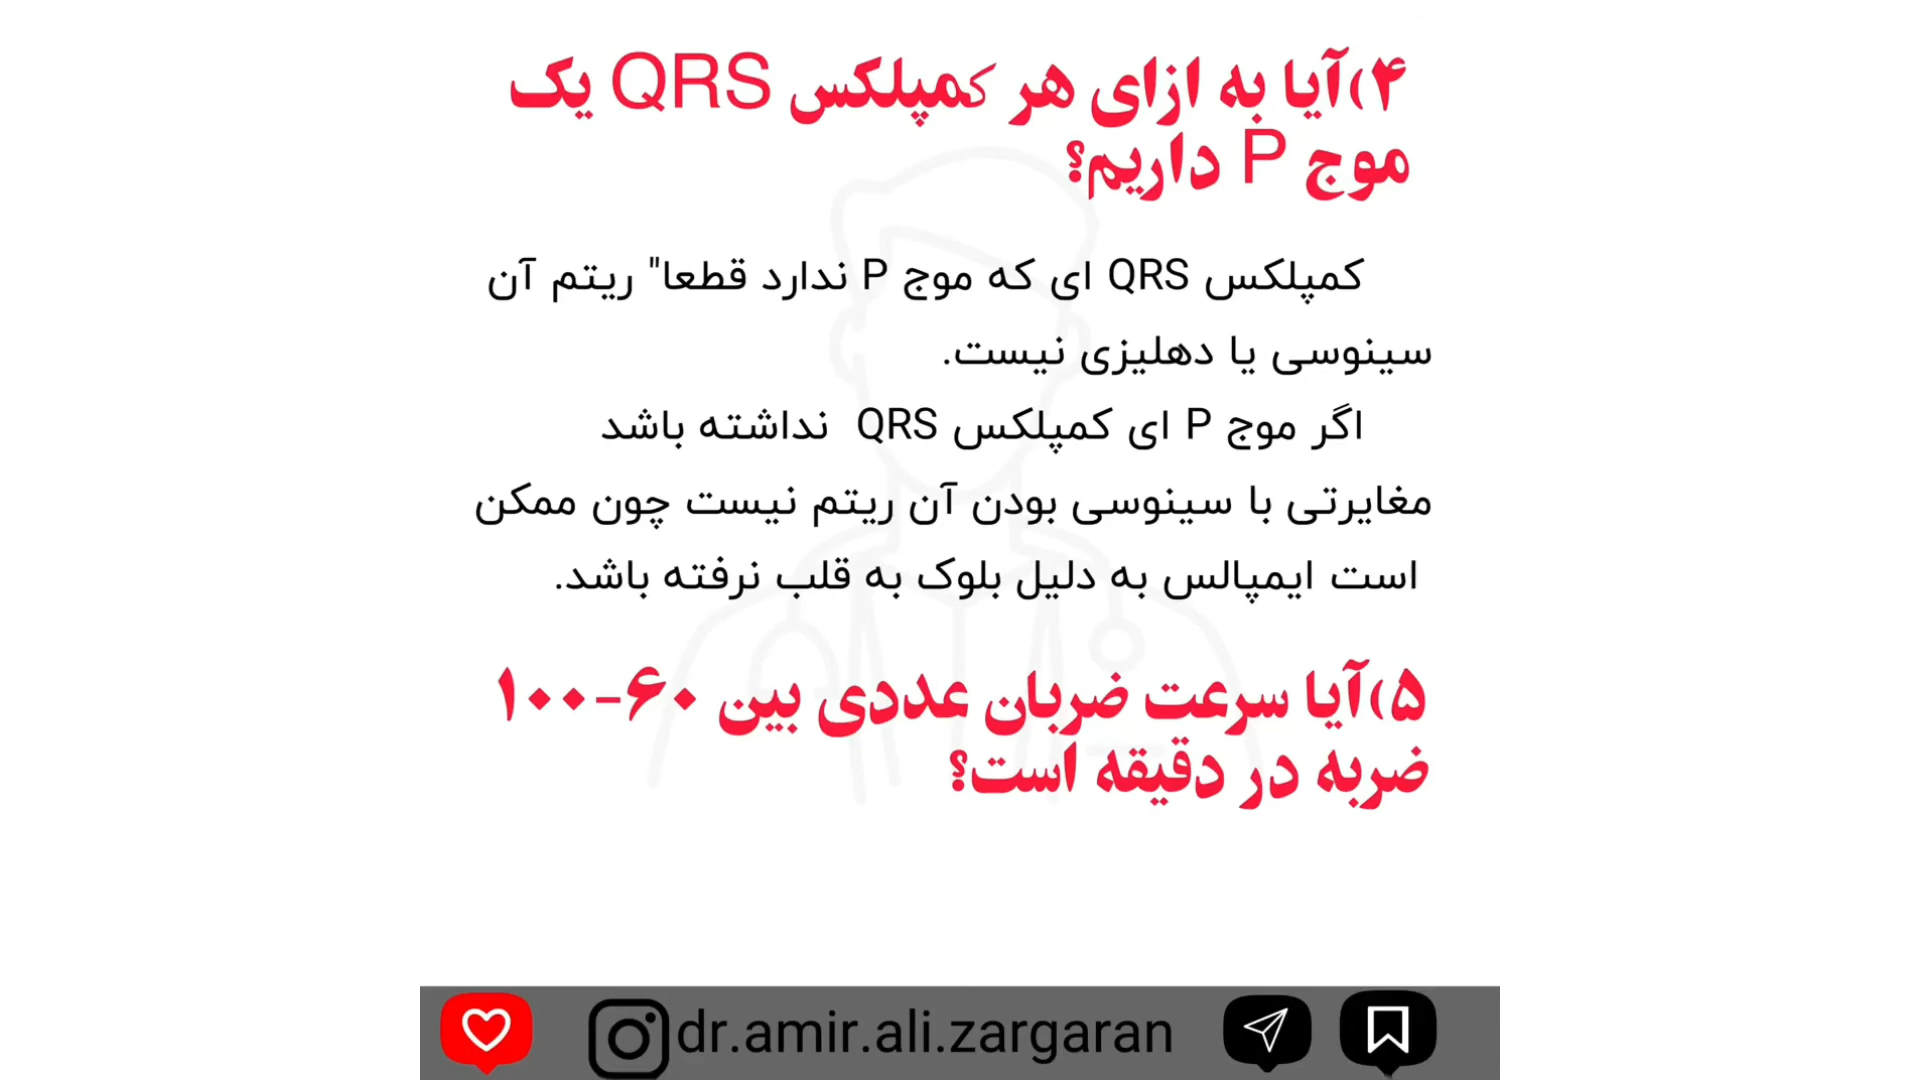 ۴)آیا به ازای هر کمپلکس QRS یک
موج P داریم؟
کمپلکس QRS ای که موج P ندارد قطعا" ریتم آن
سینوسی یا دهلیزی نیست.
اگر موج P ای کمپلکس QRS نداشته باشد
مغایرتی با سینوسی بودن آن ریتم نیست چون ممکن
است ایمپالس به دلیل بلوک به قلب نرفته باشد.
۵)آیا سرعت ضربان عددی بین ۶۰-۱۰۰
ضربه در دقیقه است؟
dr.amir.ali.zargaran